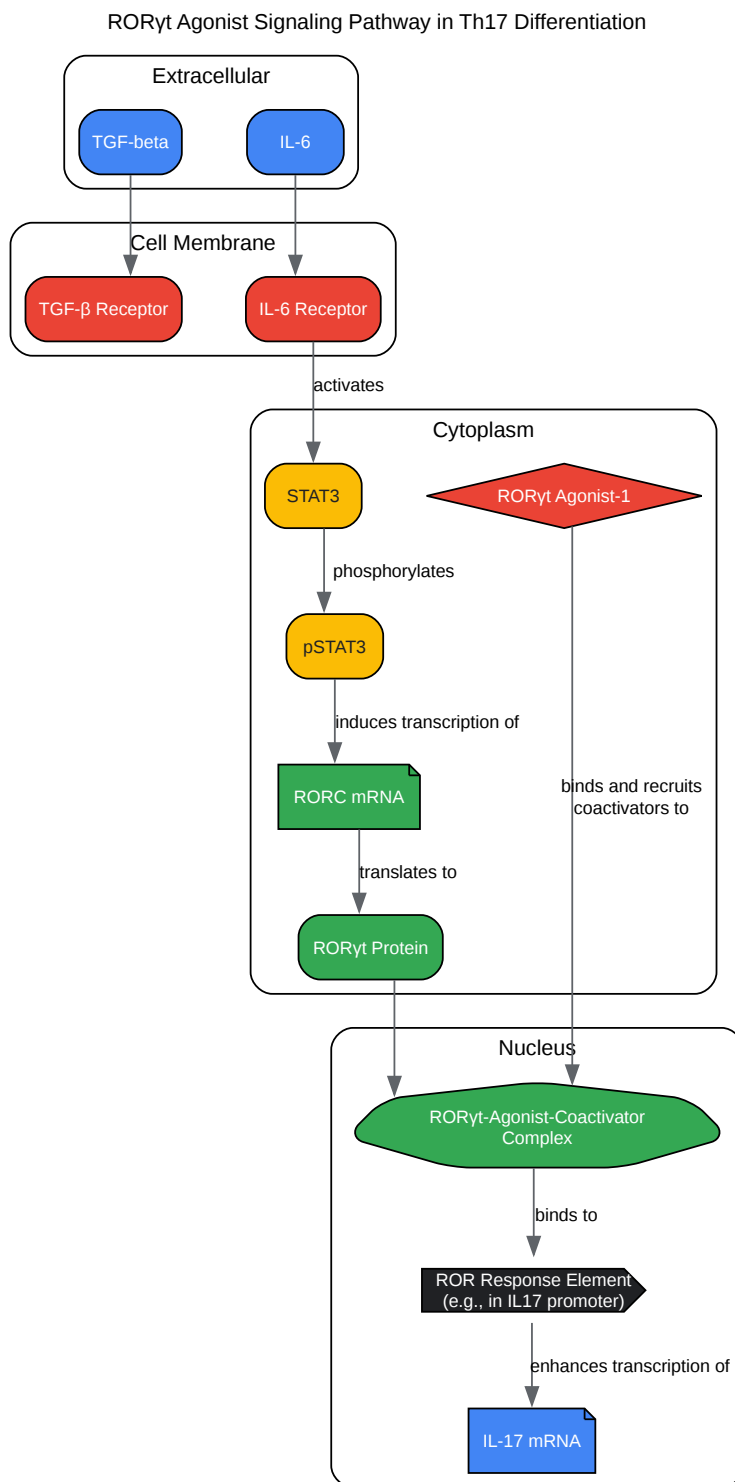 RORγt Agonist Signaling Pathway in Th17 Differentiation
Extracellular
TGF-beta
IL-6
Cell Membrane
TGF-β Receptor
IL-6 Receptor
activates
Cytoplasm
STAT3
RORγt Agonist-1
phosphorylates
pSTAT3
induces transcription of
RORC mRNA
binds and recruits
coactivators to
translates to
RORγt Protein
Nucleus
RORγt-Agonist-Coactivator
Complex
binds to
ROR Response Element
(e.g., in IL17 promoter)
enhances transcription of
IL-17 mRNA